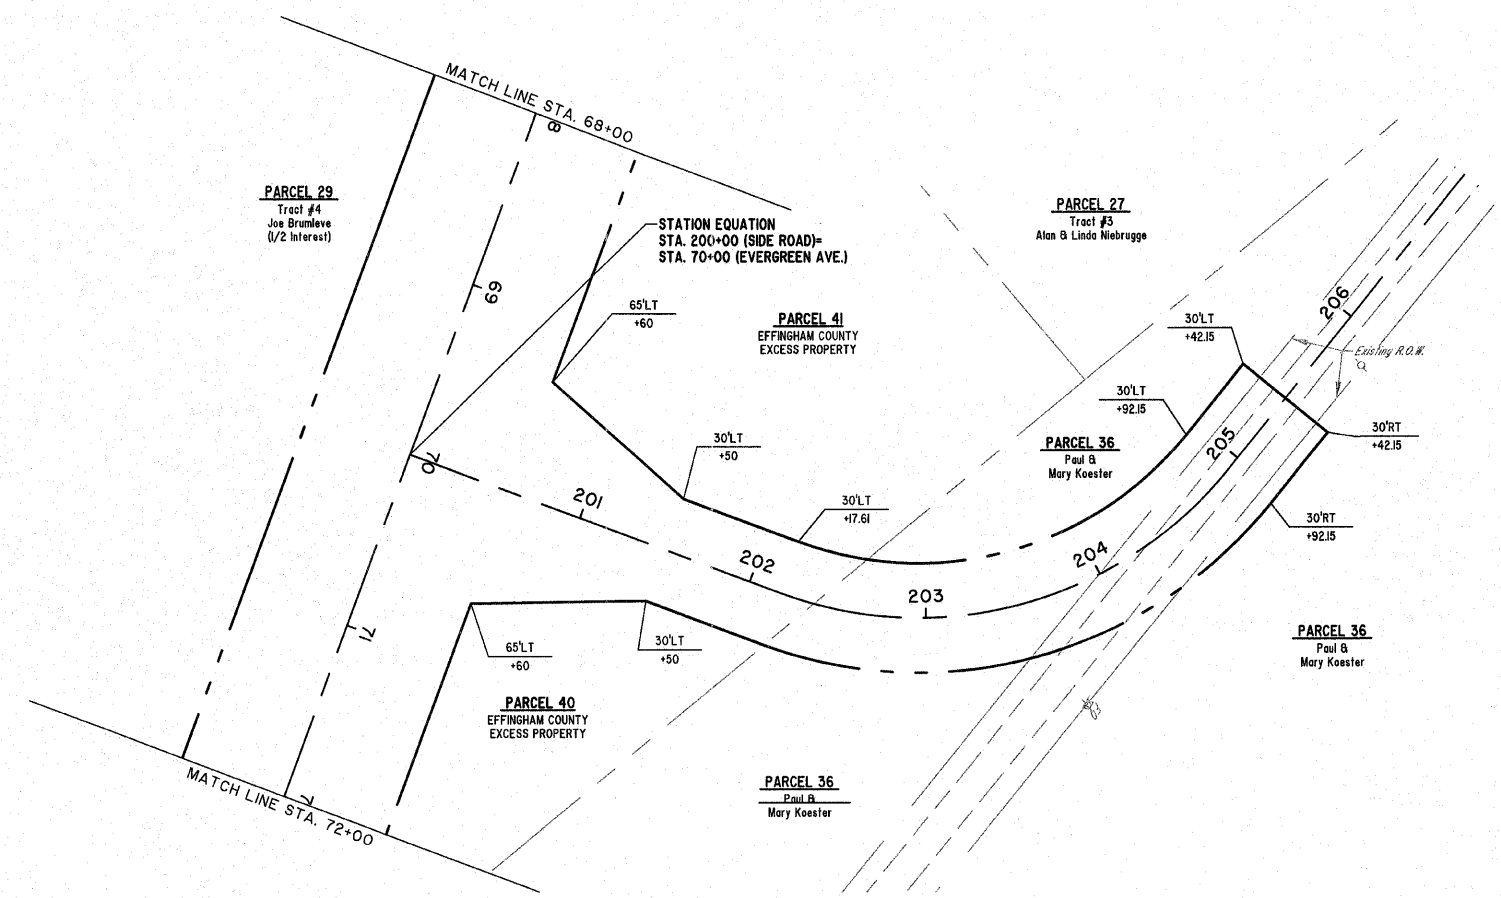 MATCH LINE STA. 68+00
8
PARCEL 29
Tract #4
Joe Brumleve
(1/2 Interest)
STATION EQUATION
STA. 200+00 (SIDE ROAD)=
STA. 70+00 (EVERGREEN AVE.)
PARCEL 27
Tract #3
Alan & Linda Niebrugge
69
65'LT
+60
PARCEL 41
EFFINGHAM COUNTY
EXCESS PROPERTY
30'LT
+42.15
206
Existing R.O.W.
30'LT
+92.15
30'RT
+42.15
30'LT
+50
PARCEL 36
Paul &
Mary Koester
205
70
201
30'LT
+17.61
30'RT
+92.15
202
204
203
71
65'LT
+60
30'LT
+50
PARCEL 36
Paul &
Mary Koester
PARCEL 40
EFFINGHAM COUNTY
EXCESS PROPERTY
63
PARCEL 36
Paul &
Mary Koester
7
MATCH LINE STA. 72+00